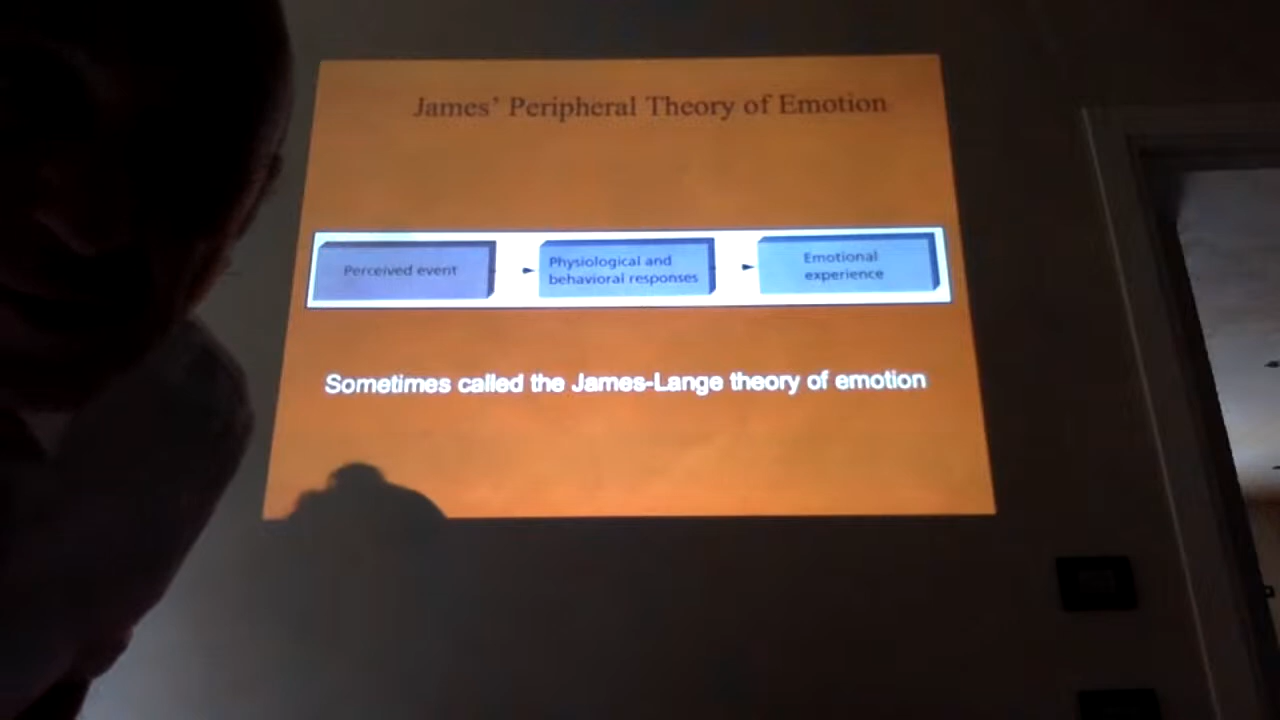 James' Peripheral Theory of Emotion
Perceived event
Physiological and
behavioral responses
Emotional
experience
Sometimes called the James-Lange theory of emotion